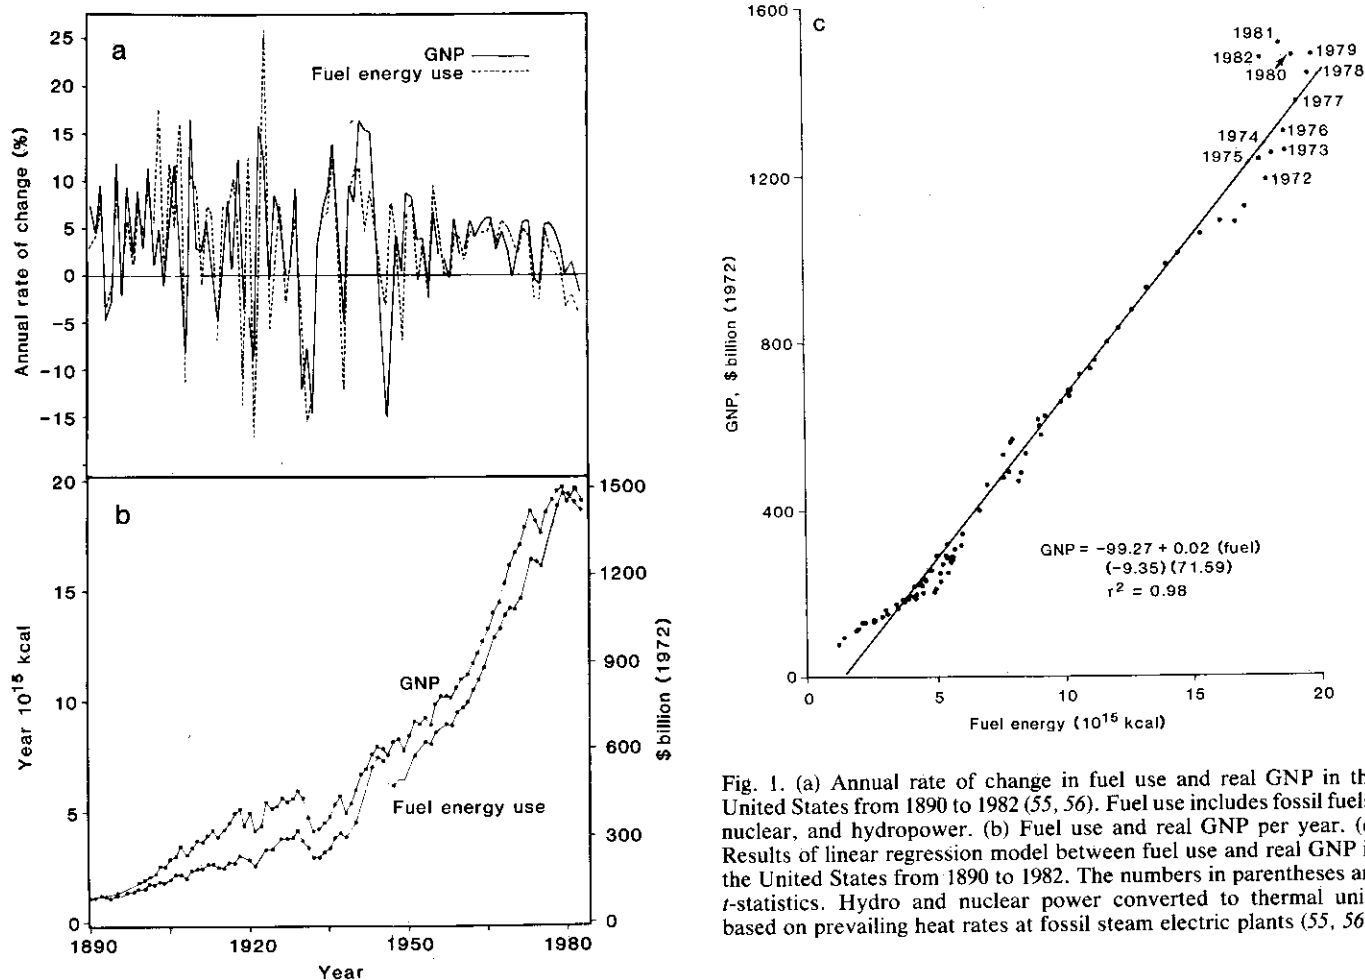 a
GNP
Fuel energy use
25
20
15
10
5
0
−5
−10
−15
Annual rate of change (%)
b
20
15
10
5
0
Year 10^15 kcal
1500
1200
900
600
300
0
$ billion (1972)
GNP
Fuel energy use
1890
1920
1950
1980
Year
c
1600
1200
800
400
0
GNP, $ billion (1972)
1981
1982
1979
1980
1978
1977
1974
1976
1975
1973
1972
GNP = −99.27 + 0.02 (fuel)
(−9.35) (71.59)
r² = 0.98
0
5
10
15
20
Fuel energy (10^15 kcal)
Fig. 1. (a) Annual rate of change in fuel use and real GNP in the
United States from 1890 to 1982 (55, 56). Fuel use includes fossil fuels
nuclear, and hydropower. (b) Fuel use and real GNP per year. (c
Results of linear regression model between fuel use and real GNP i
the United States from 1890 to 1982. The numbers in parentheses ar
t-statistics. Hydro and nuclear power converted to thermal uni
based on prevailing heat rates at fossil steam electric plants (55, 56